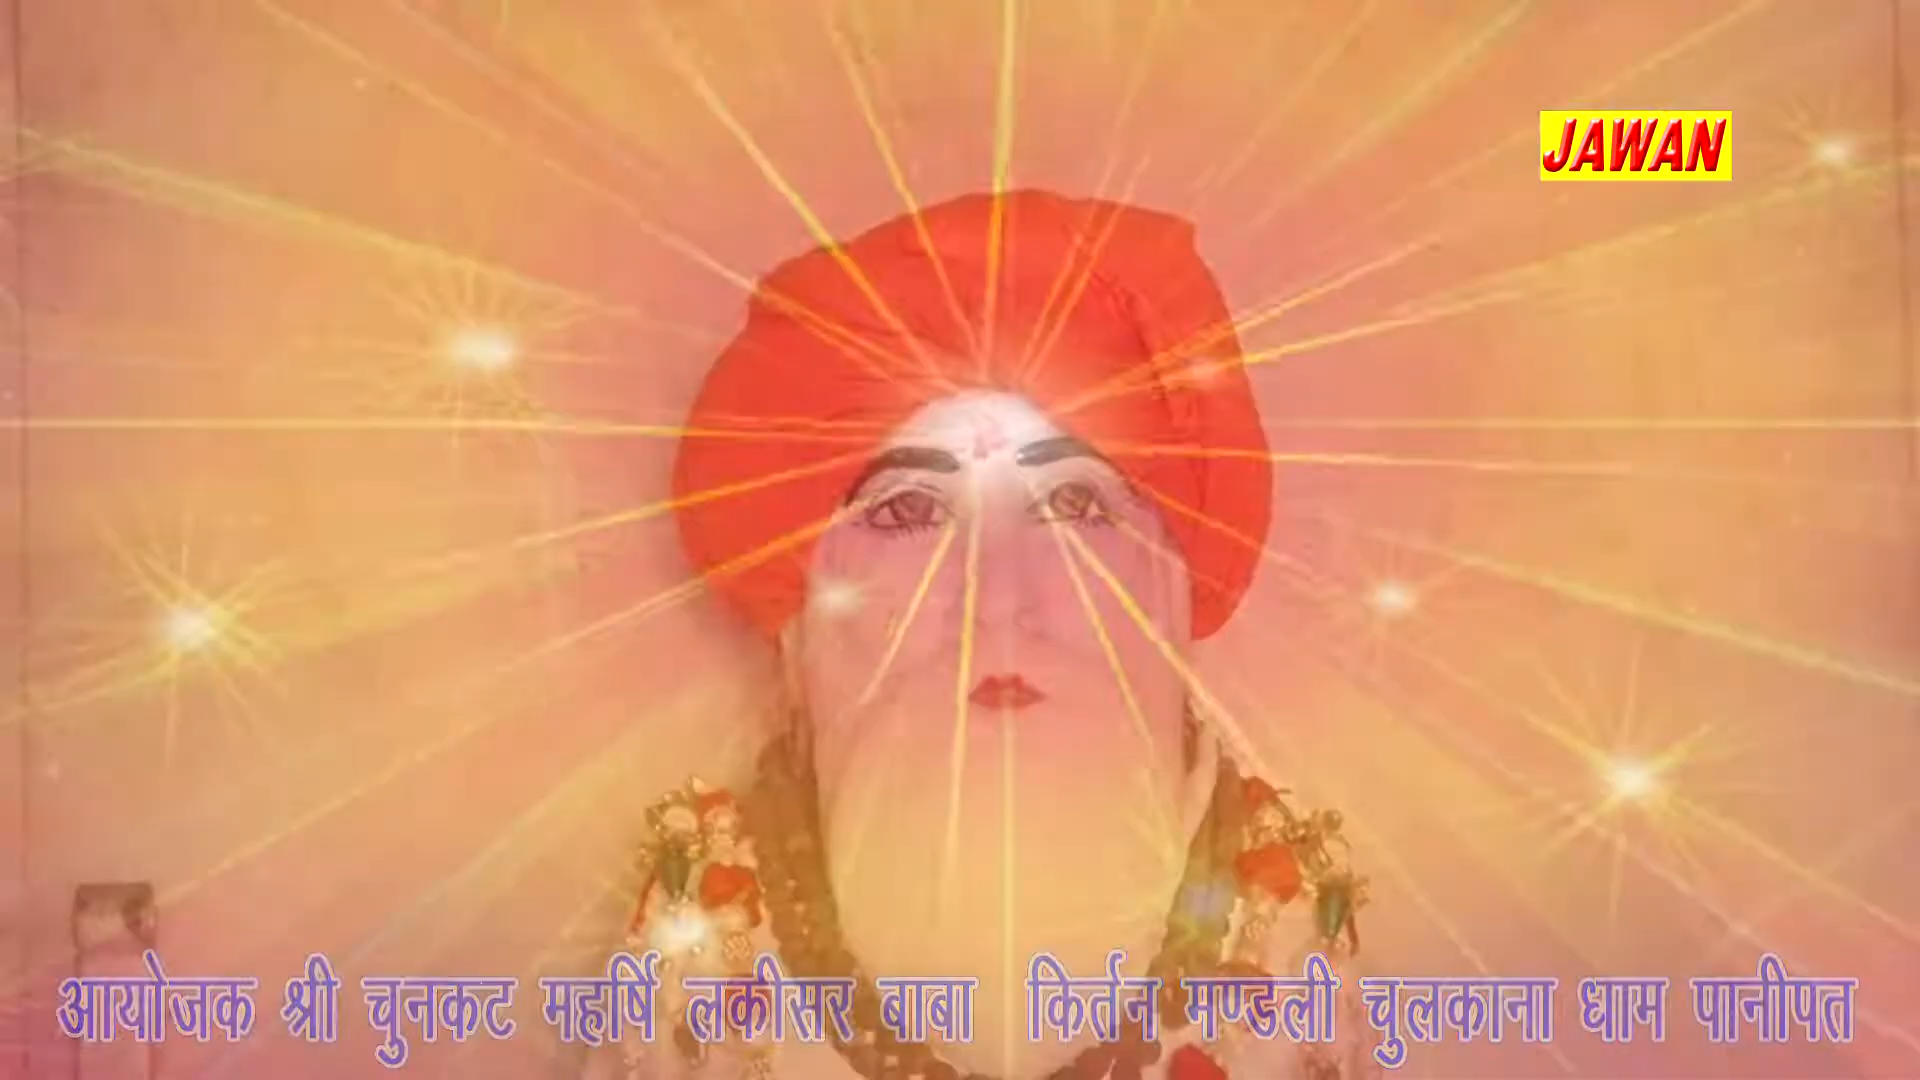 JAWAN
आयोजक श्री चुनकट महर्षि लकीसर बाबा किर्तन मण्डली चुलकाना धाम पानीपत